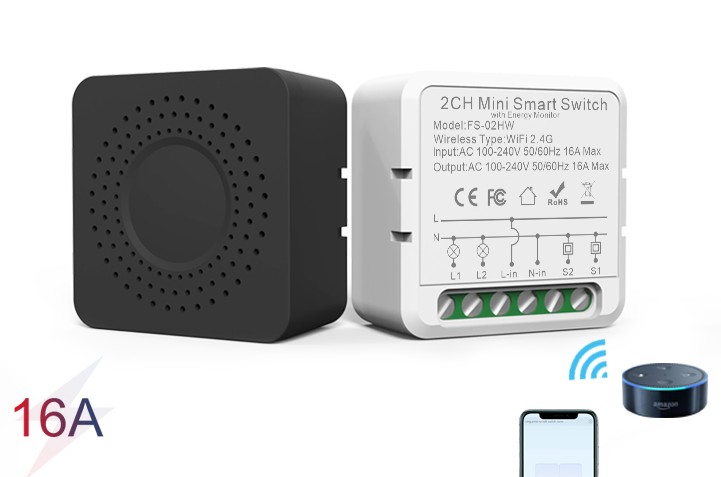 2CH Mini Smart Switch
with Energy Monitor
Model:FS-02HW
Wireless Type:WiFi 2.4G
Input:AC 100-240V 50/60Hz 16A Max
Output:AC 100-240V 50/60Hz 16A Max
CE FC RoHS
L
N
L1 L2 L-in N-in S2 S1
16A
amazon